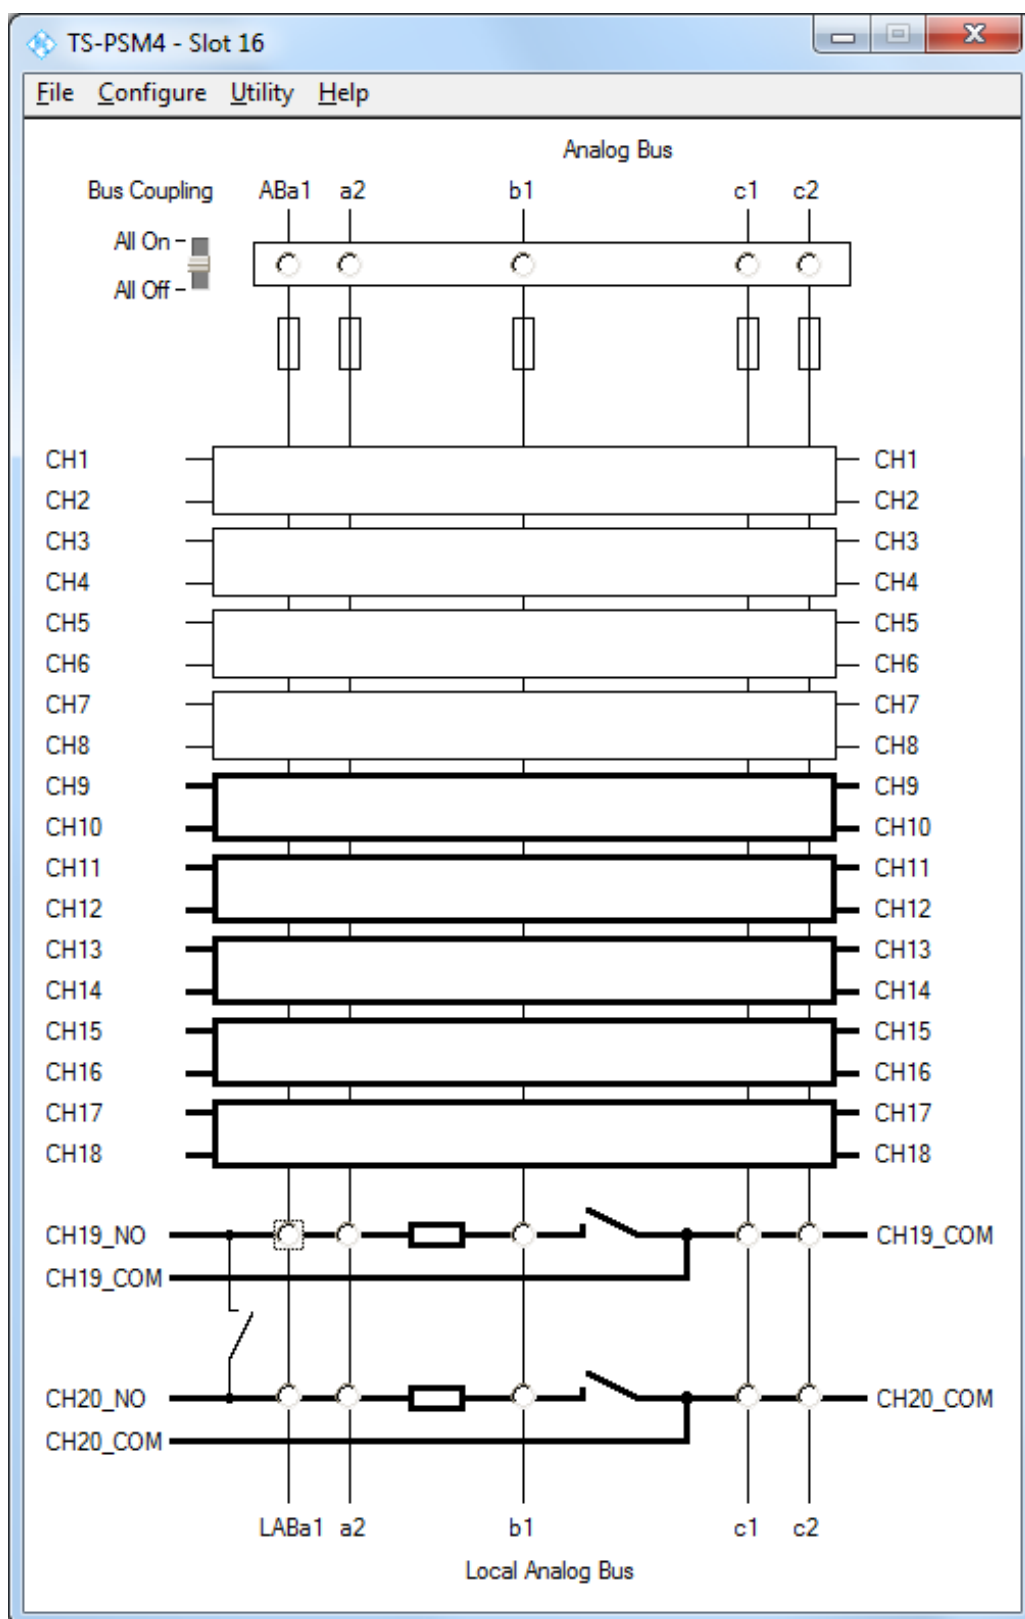 TS-PSM4 - Slot 16
File Configure Utility Help
Analog Bus
Bus Coupling ABa1 a2 b1 c1 c2
All On
All Off
CH1 CH1
CH2 CH2
CH3 CH3
CH4 CH4
CH5 CH5
CH6 CH6
CH7 CH7
CH8 CH8
CH9 CH9
CH10 CH10
CH11 CH11
CH12 CH12
CH13 CH13
CH14 CH14
CH15 CH15
CH16 CH16
CH17 CH17
CH18 CH18
CH19_NO CH19_COM
CH19_COM
CH20_NO CH20_COM
CH20_COM
LABa1 a2 b1 c1 c2
Local Analog Bus